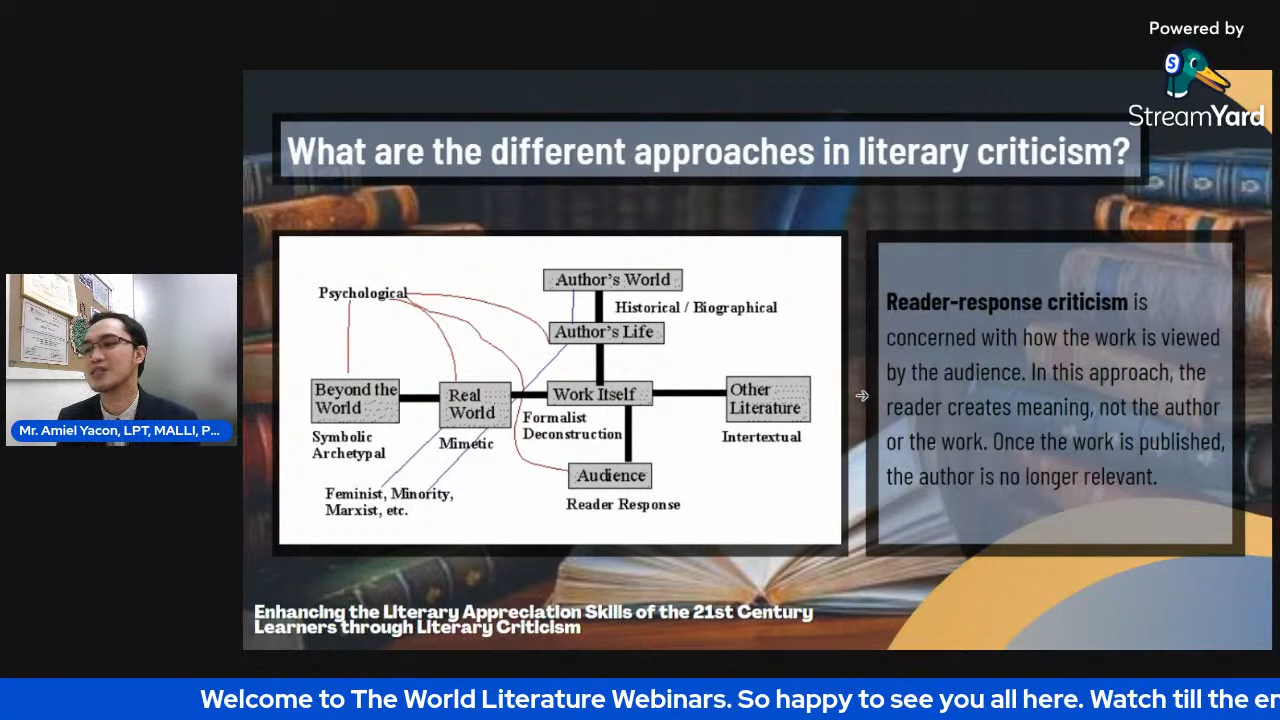 Powered by
StreamYard
What are the different approaches in literary criticism?
Psychological
Author's World
Historical / Biographical
Author's Life
Beyond the
World
Real
World
Work Itself
Other
Literature
Symbolic
Archetypal
Mimetic
Formalist
Deconstruction
Intertextual
Feminist, Minority,
Marxist, etc.
Audience
Reader Response
Reader-response criticism is
concerned with how the work is viewed
by the audience. In this approach, the
reader creates meaning, not the author
or the work. Once the work is published,
the author is no longer relevant.
Mr. Amiel Yacon, LPT, MALLI, P...
Enhancing the Literary Appreciation Skills of the 21st Century
Learners through Literary Criticism
Welcome to The World Literature Webinars. So happy to see you all here. Watch till the en